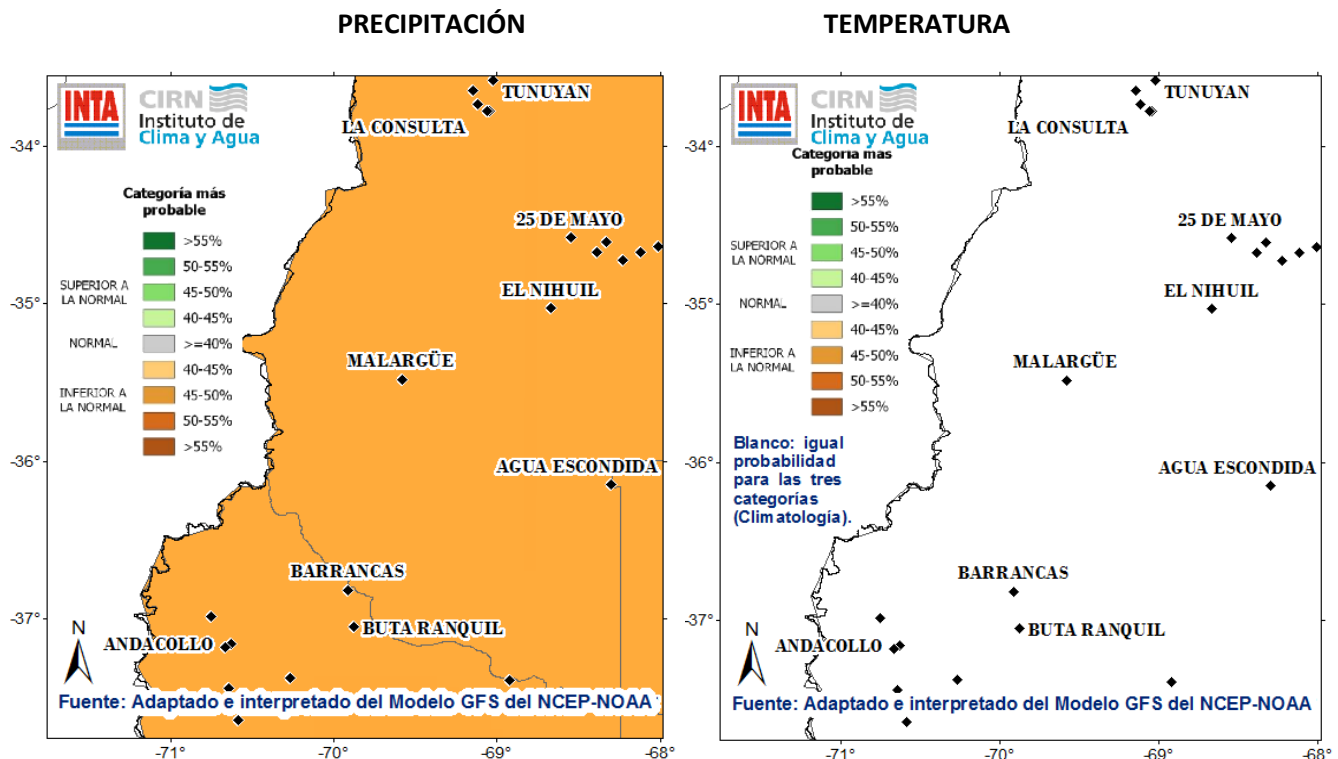 PRECIPITACIÓN
TEMPERATURA
INTA
CIRN
Instituto de
Clima y Agua
TUNUYAN
LA CONSULTA
-34°
Categoría más
probable
>55%
50-55%
SUPERIOR A
LA NORMAL
45-50%
40-45%
NORMAL
>=40%
40-45%
INFERIOR A
LA NORMAL
45-50%
50-55%
>55%
25 DE MAYO
-35°
EL NIHUIL
MALARGÜE
-36°
AGUA ESCONDIDA
BARRANCAS
-37°
N
ANDACOLLO
BUTA RANQUIL
Fuente: Adaptado e interpretado del Modelo GFS del NCEP-NOAA
-71°
-70°
-69°
-68°
INTA
CIRN
Instituto de
Clima y Agua
TUNUYAN
LA CONSULTA
-34°
Categoría más
probable
>55%
50-55%
SUPERIOR A
LA NORMAL
45-50%
40-45%
NORMAL
>=40%
40-45%
INFERIOR A
LA NORMAL
45-50%
50-55%
>55%
25 DE MAYO
-35°
EL NIHUIL
MALARGÜE
Blanco: igual
probabilidad
para las tres
categorías
(Climatología).
-36°
AGUA ESCONDIDA
BARRANCAS
-37°
N
ANDACOLLO
BUTA RANQUIL
Fuente: Adaptado e interpretado del Modelo GFS del NCEP-NOAA
-71°
-70°
-69°
-68°